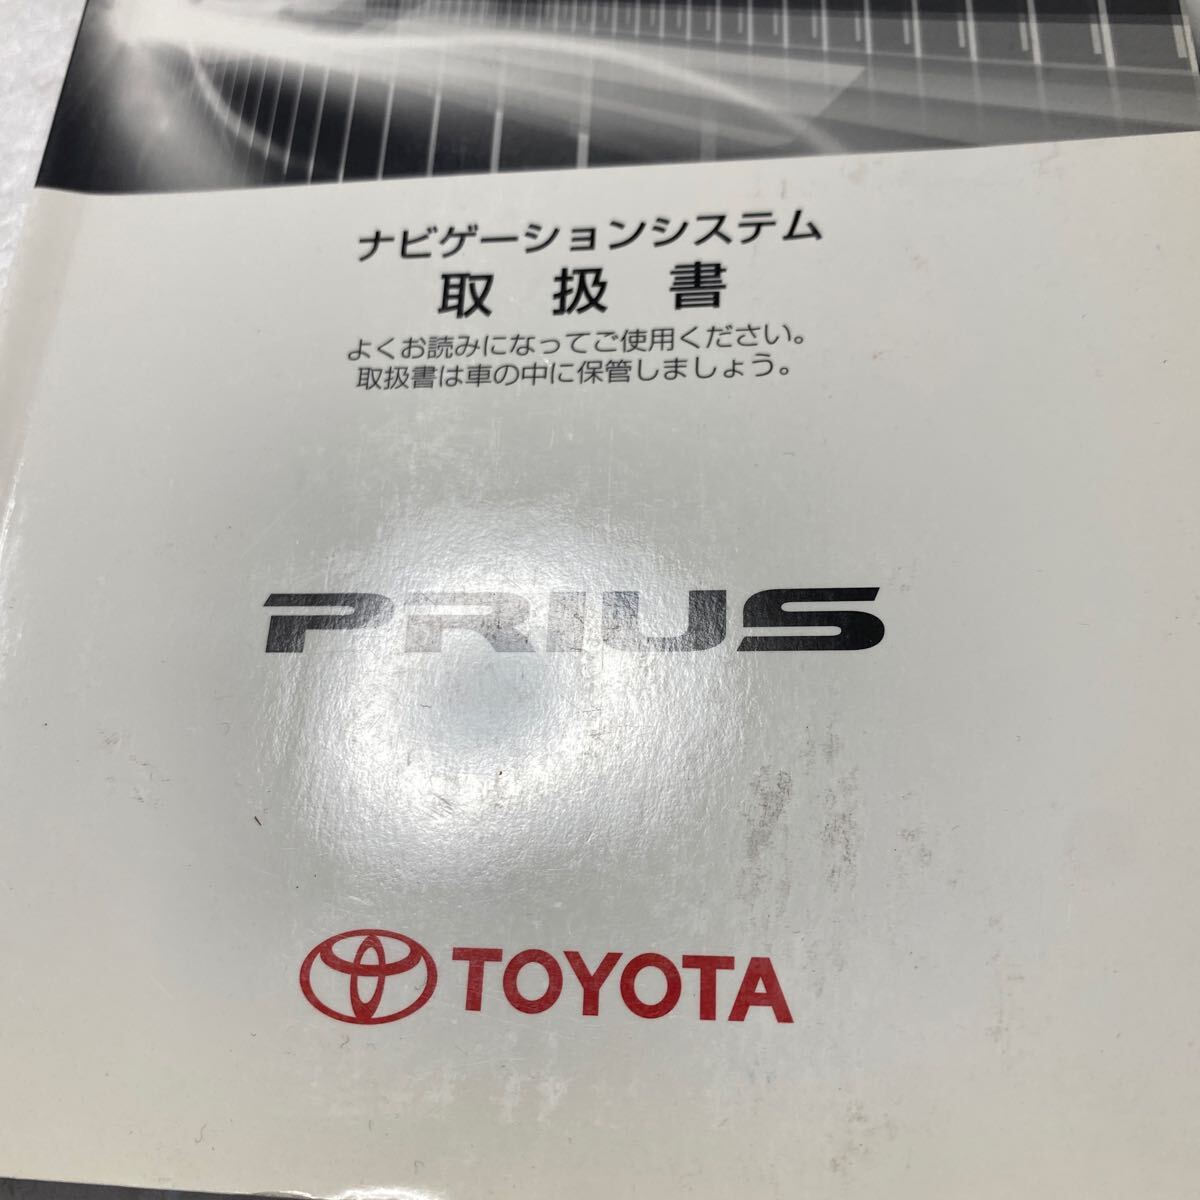 ナビゲーションシステム
取扱書
よくお読みになってご使用ください。
取扱書は車の中に保管しましょう。
PRIUS
TOYOTA